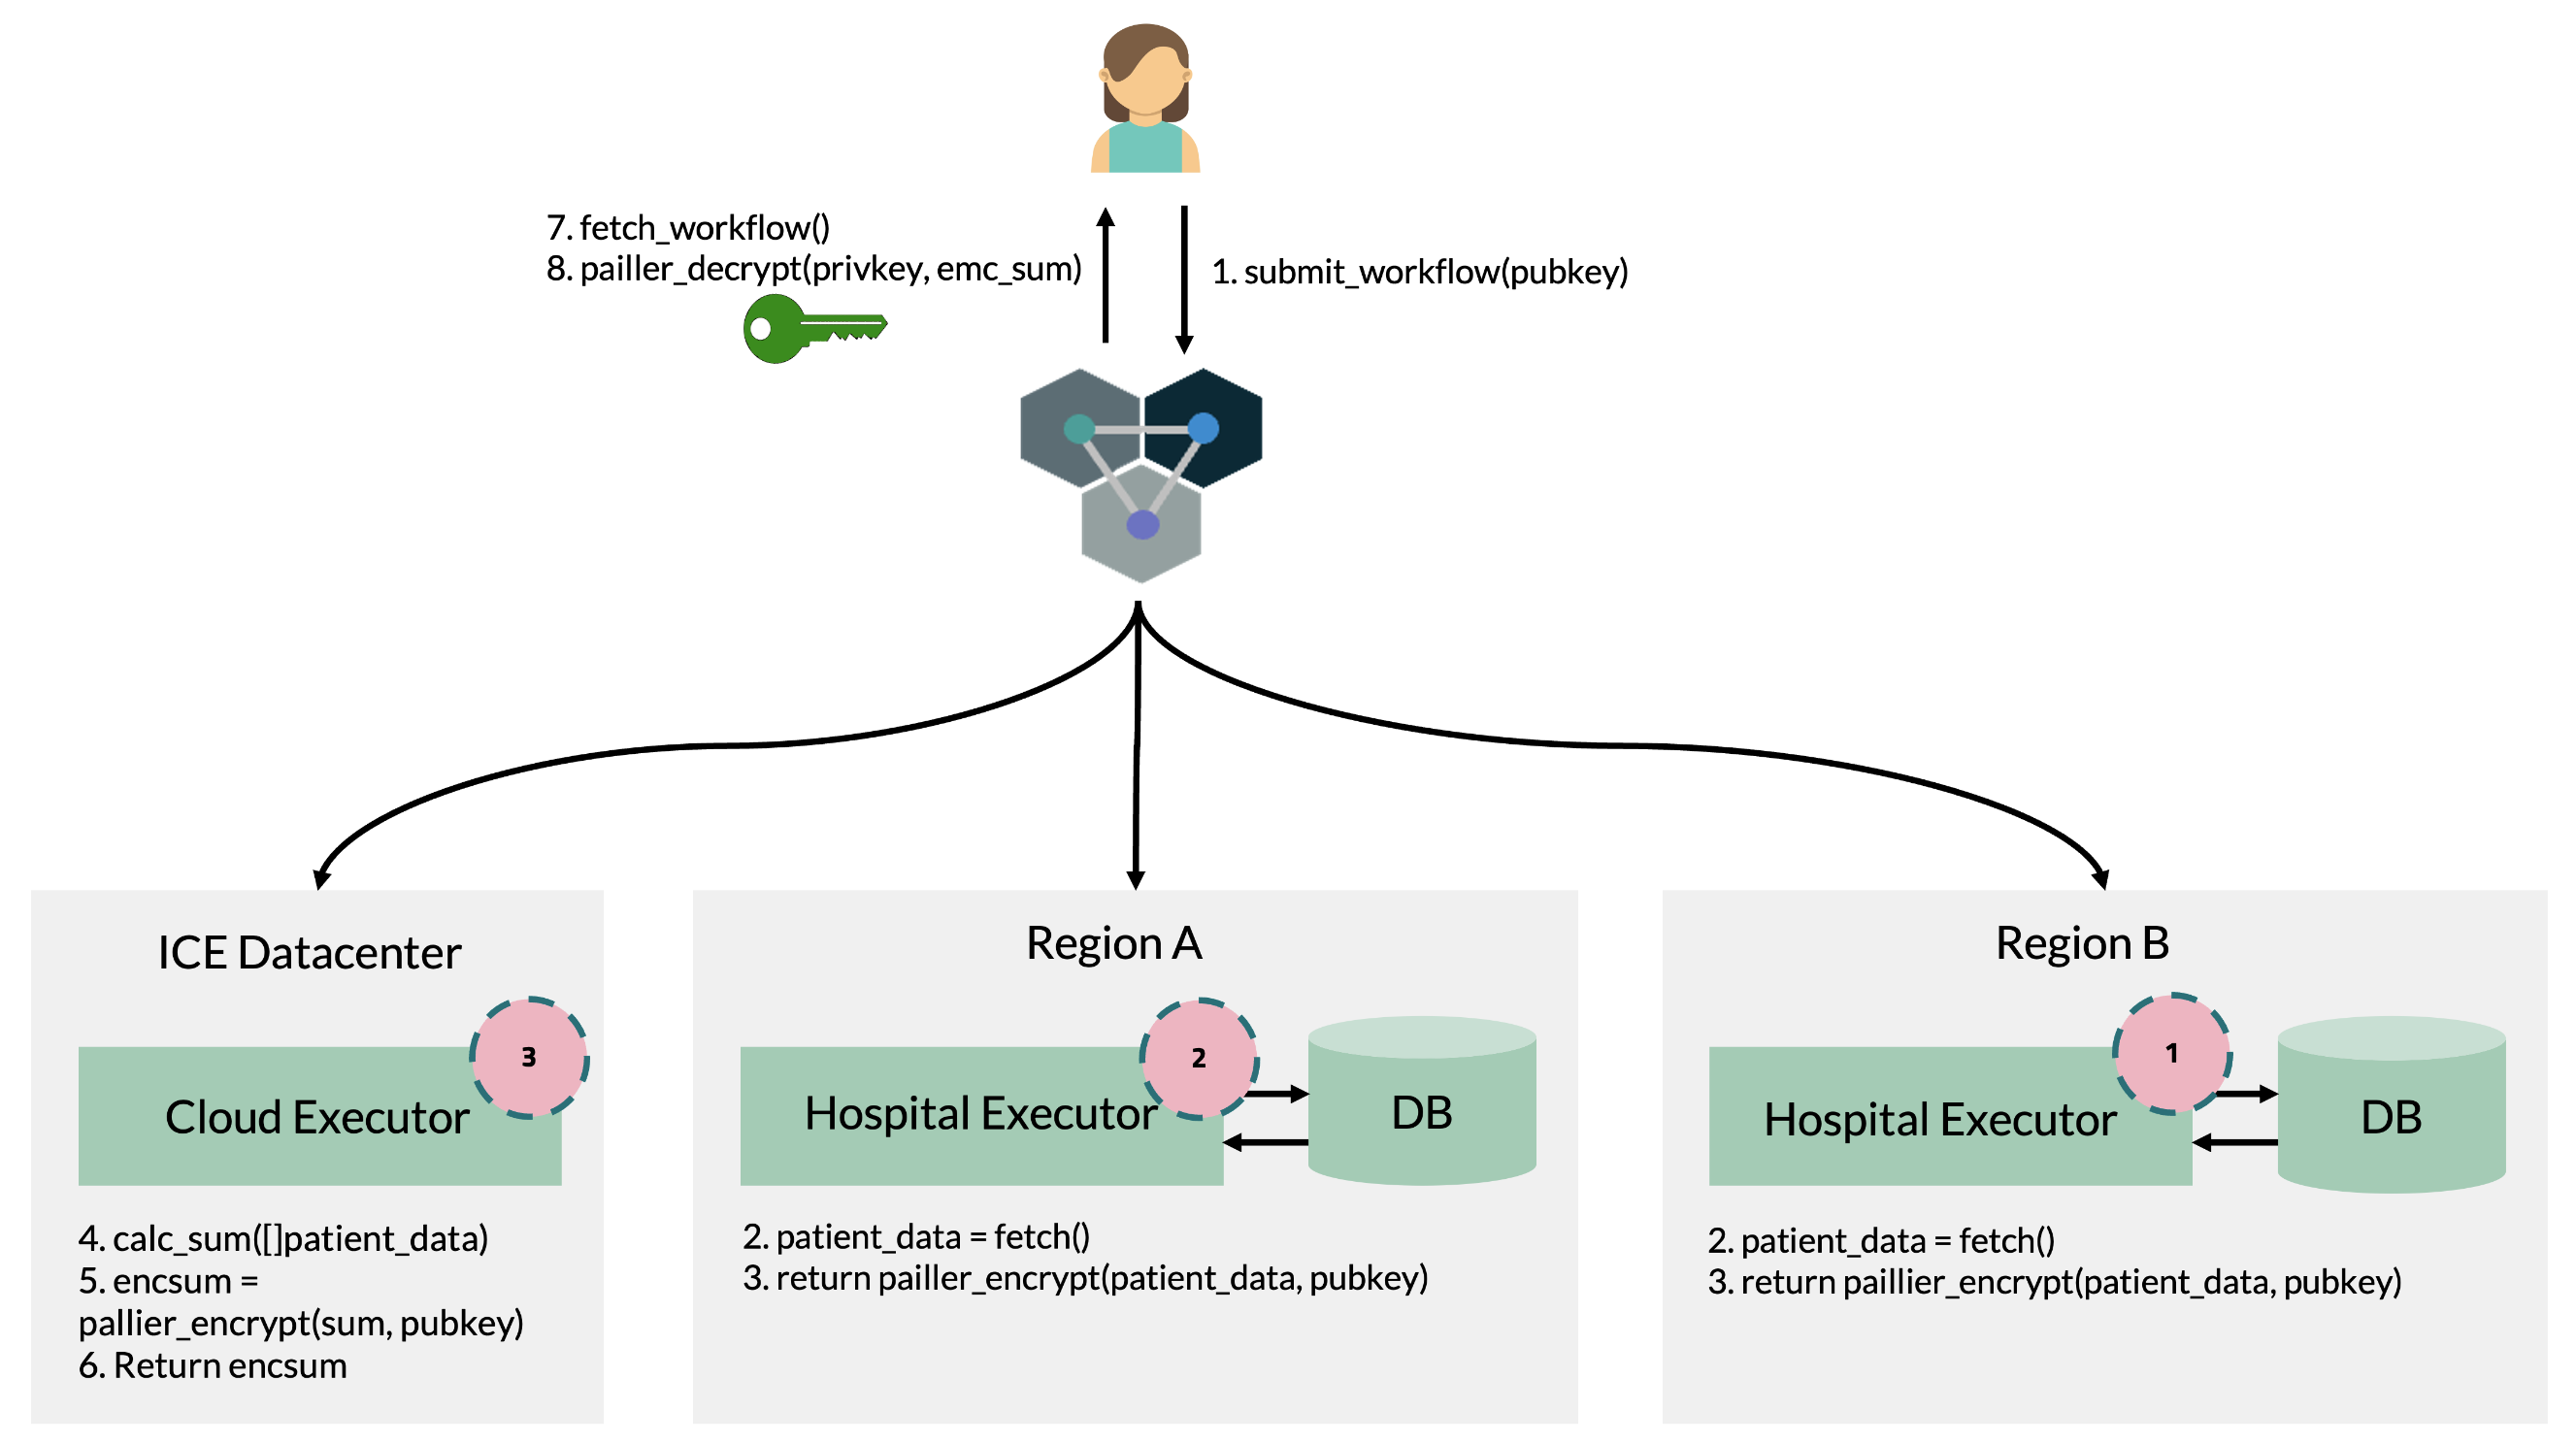 7. fetch_workflow()
8. pailler_decrypt(privkey, emc_sum)
1. submit_workflow(pubkey)
ICE Datacenter
3
Cloud Executor
4. calc_sum([]patient_data)
5. encsum =
pallier_encrypt(sum, pubkey)
6. Return encsum
Region A
2
Hospital Executor
DB
2. patient_data = fetch()
3. return pailler_encrypt(patient_data, pubkey)
Region B
1
Hospital Executor
DB
2. patient_data = fetch()
3. return paillier_encrypt(patient_data, pubkey)